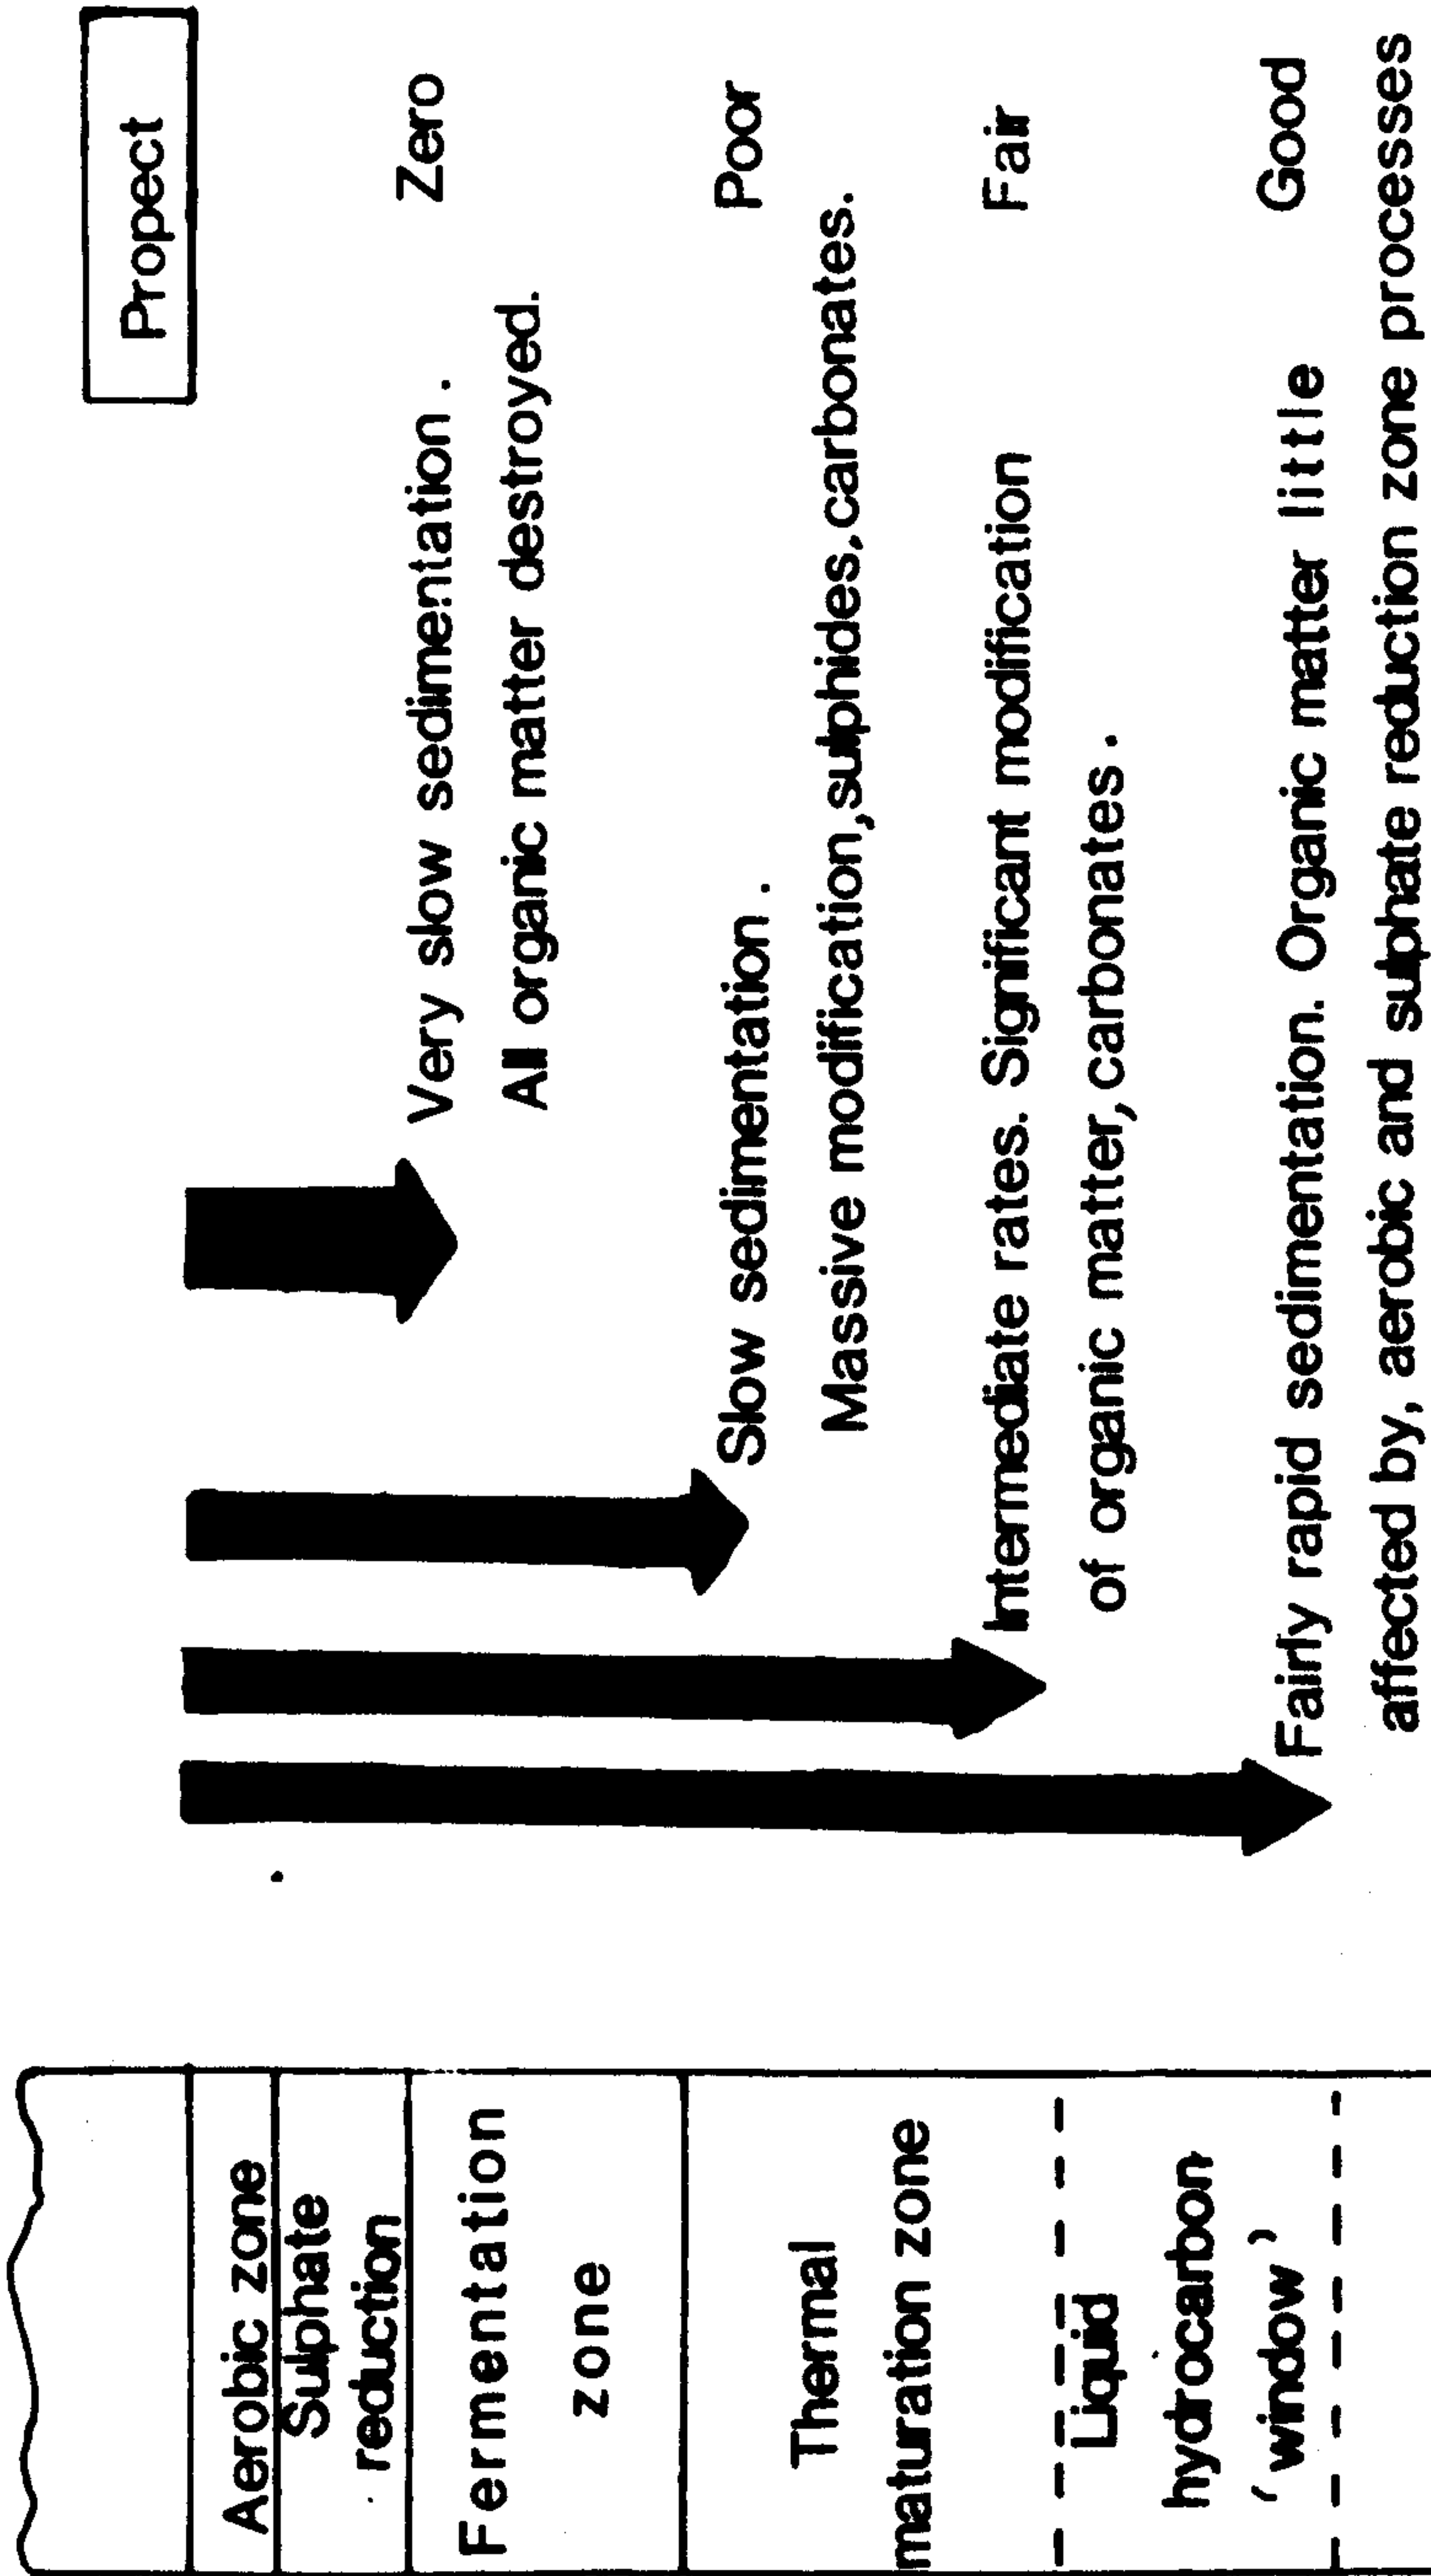 Propect
Aerobic zone
Sulphate
reduction
Fermentation
zone
Thermal
maturation zone
Liquid
hydrocarbon
'window'
Very slow sedimentation.
All organic matter destroyed.
Zero
Slow sedimentation.
Massive modification, sulphides, carbonates.
Poor
Intermediate rates. Significant modification
of organic matter, carbonates.
Fair
Fairly rapid sedimentation. Organic matter little
affected by, aerobic and sulphate reduction zone processes
Good